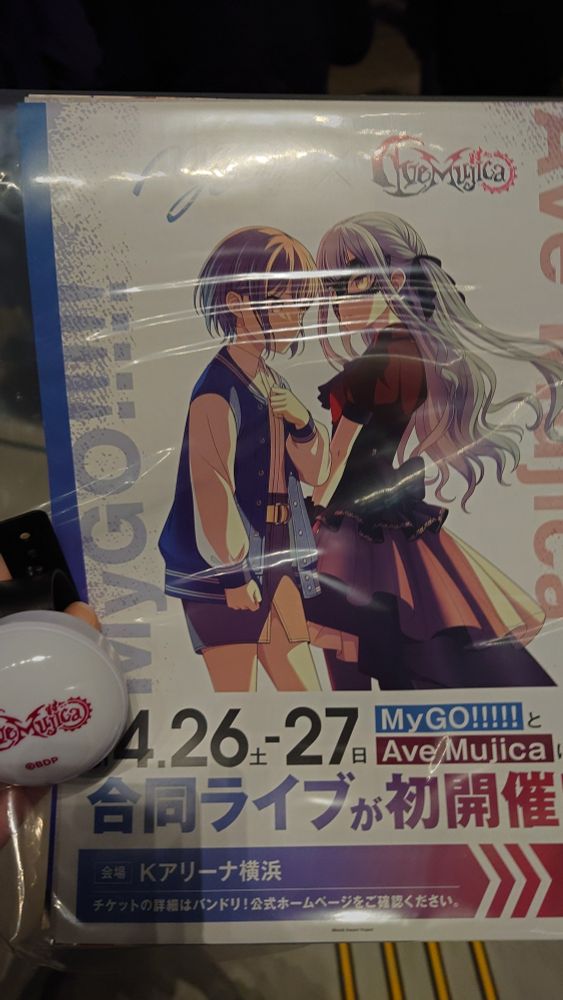 MyGO!!!!!
×
Ave Mujica
MyGO!!!!!
Ave Mujica
4.26土-27日
MyGO!!!!!と
Ave Mujica
合同ライブが初開催
会場 Kアリーナ横浜
チケットの詳細はバンドリ!公式ホームページをご確認ください。
Ave Mujica
©BDP